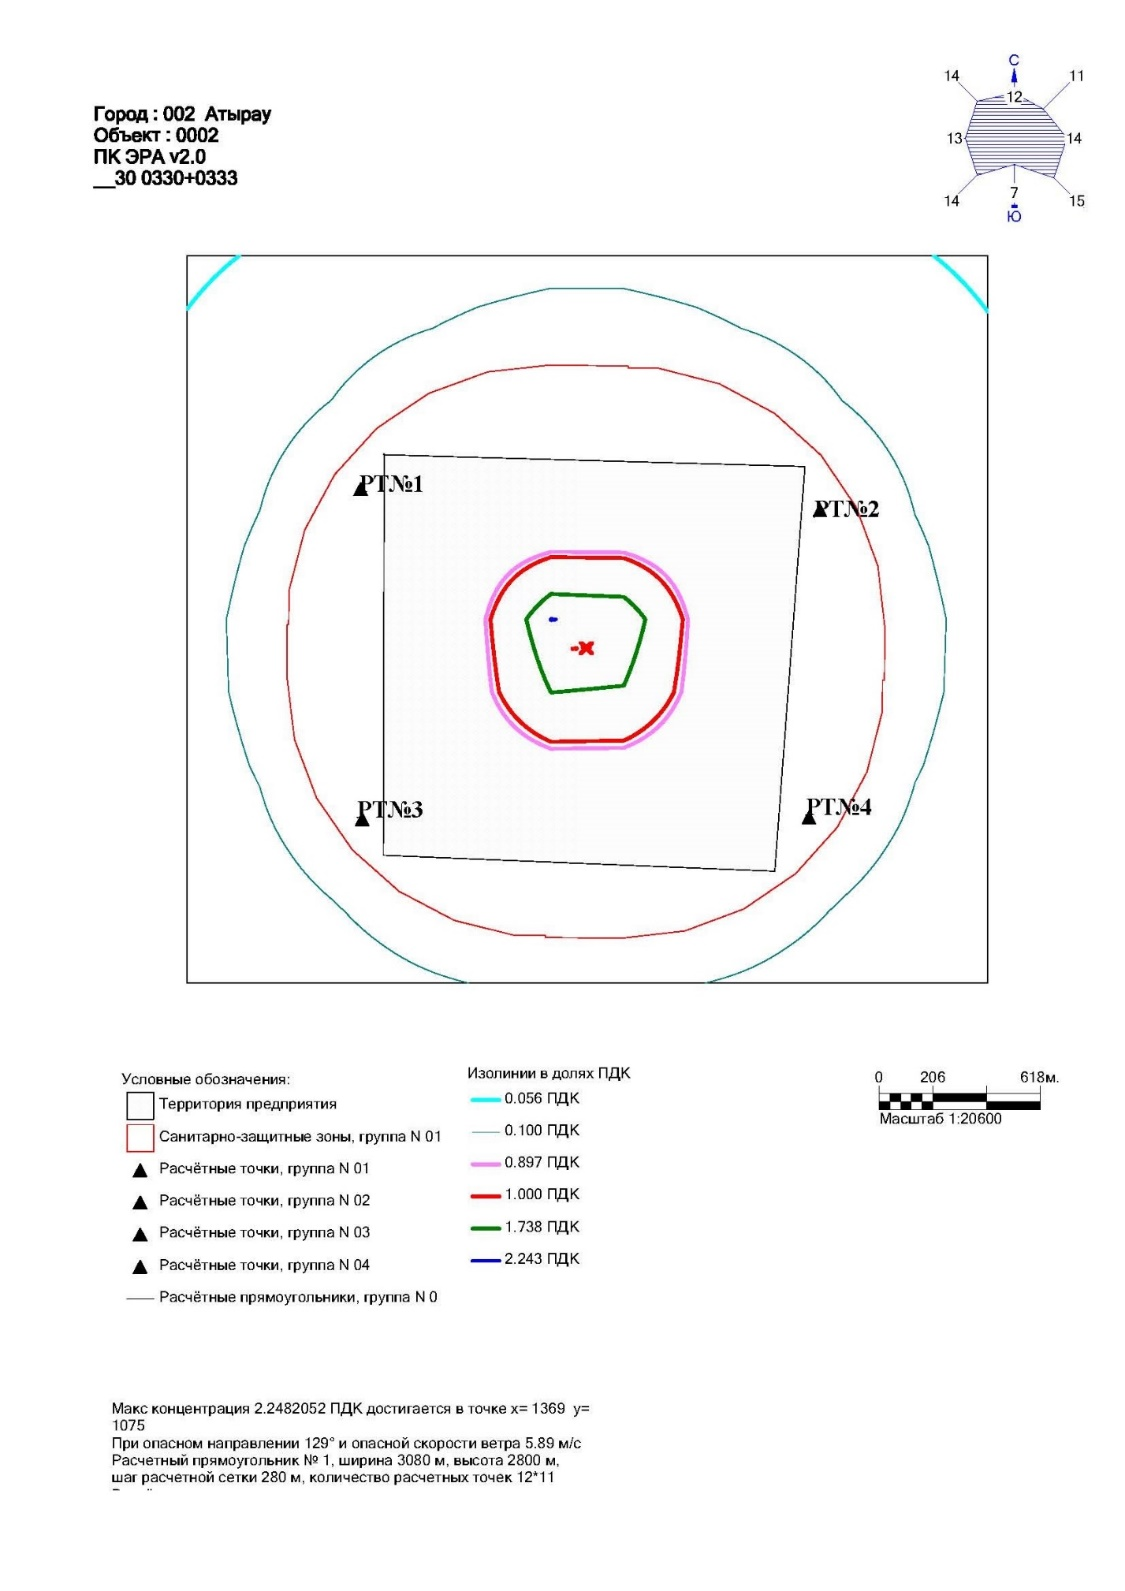 Город : 002 Атырау
Объект : 0002
ПК ЭРА v2.0
__30 0330+0333
С
14
11
12
13
14
7
14
15
Ю
РТ№1
РТ№2
РТ№3
РТ№4
Условные обозначения:
Территория предприятия
Санитарно-защитные зоны, группа N 01
Расчётные точки, группа N 01
Расчётные точки, группа N 02
Расчётные точки, группа N 03
Расчётные точки, группа N 04
Расчётные прямоугольники, группа N 0
Изолинии в долях ПДК
0.056 ПДК
0.100 ПДК
0.897 ПДК
1.000 ПДК
1.738 ПДК
2.243 ПДК
0 206 618м.
Масштаб 1:20600
Макс концентрация 2.2482052 ПДК достигается в точке x= 1369 y=
1075
При опасном направлении 129° и опасной скорости ветра 5.89 м/с
Расчетный прямоугольник № 1, ширина 3080 м, высота 2800 м,
шаг расчетной сетки 280 м, количество расчетных точек 12*11